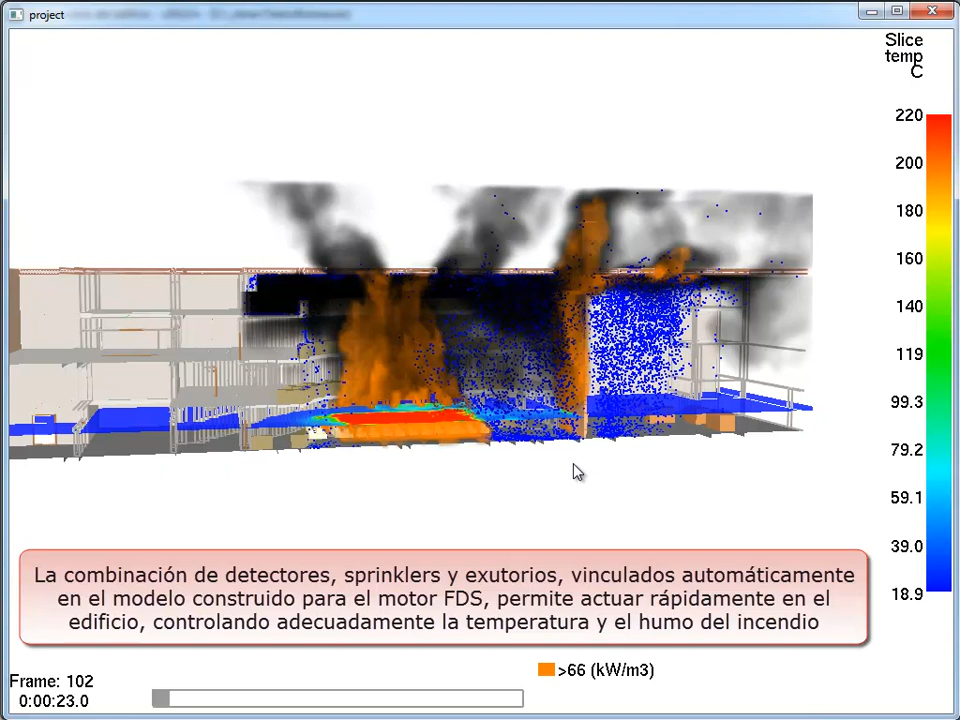 project
Slice
temp
C
220
200
180
160
140
119
99.3
79.2
59.1
39.0
18.9
La combinación de detectores, sprinklers y exutorios, vinculados automáticamente
en el modelo construido para el motor FDS, permite actuar rápidamente en el
edificio, controlando adecuadamente la temperatura y el humo del incendio
>66 (kW/m3)
Frame: 102
0:00:23.0